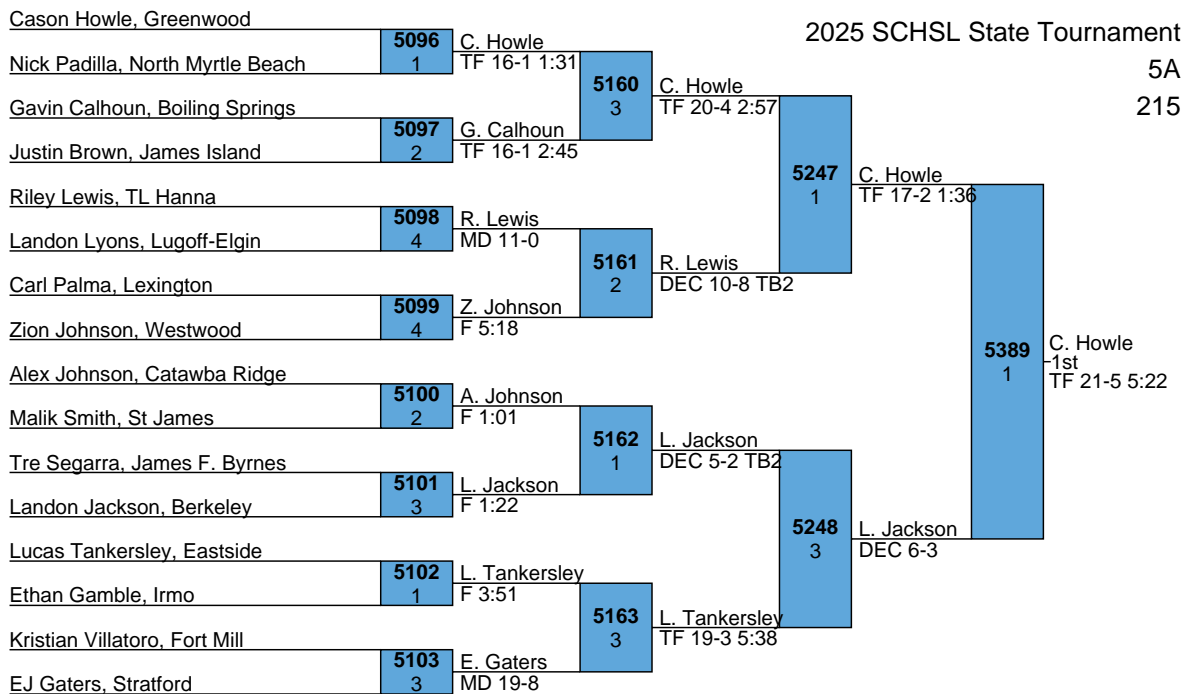 2025 SCHSL State Tournament
5A
215
Cason Howle, Greenwood
5096
1
Nick Padilla, North Myrtle Beach
C. Howle
TF 16-1 1:31
Gavin Calhoun, Boiling Springs
5097
2
Justin Brown, James Island
G. Calhoun
TF 16-1 2:45
5160
3
C. Howle
TF 20-4 2:57
Riley Lewis, TL Hanna
5098
4
Landon Lyons, Lugoff-Elgin
R. Lewis
MD 11-0
Carl Palma, Lexington
5099
4
Zion Johnson, Westwood
Z. Johnson
F 5:18
5161
2
R. Lewis
DEC 10-8 TB2
5247
1
C. Howle
TF 17-2 1:36
Alex Johnson, Catawba Ridge
5100
2
Malik Smith, St James
A. Johnson
F 1:01
Tre Segarra, James F. Byrnes
5101
3
Landon Jackson, Berkeley
L. Jackson
F 1:22
5162
1
L. Jackson
DEC 5-2 TB2
Lucas Tankersley, Eastside
5102
1
Ethan Gamble, Irmo
L. Tankersley
F 3:51
Kristian Villatoro, Fort Mill
5103
3
EJ Gaters, Stratford
E. Gaters
MD 19-8
5163
3
L. Tankersley
TF 19-3 5:38
5248
3
L. Jackson
DEC 6-3
5389
1
C. Howle
1st
TF 21-5 5:22